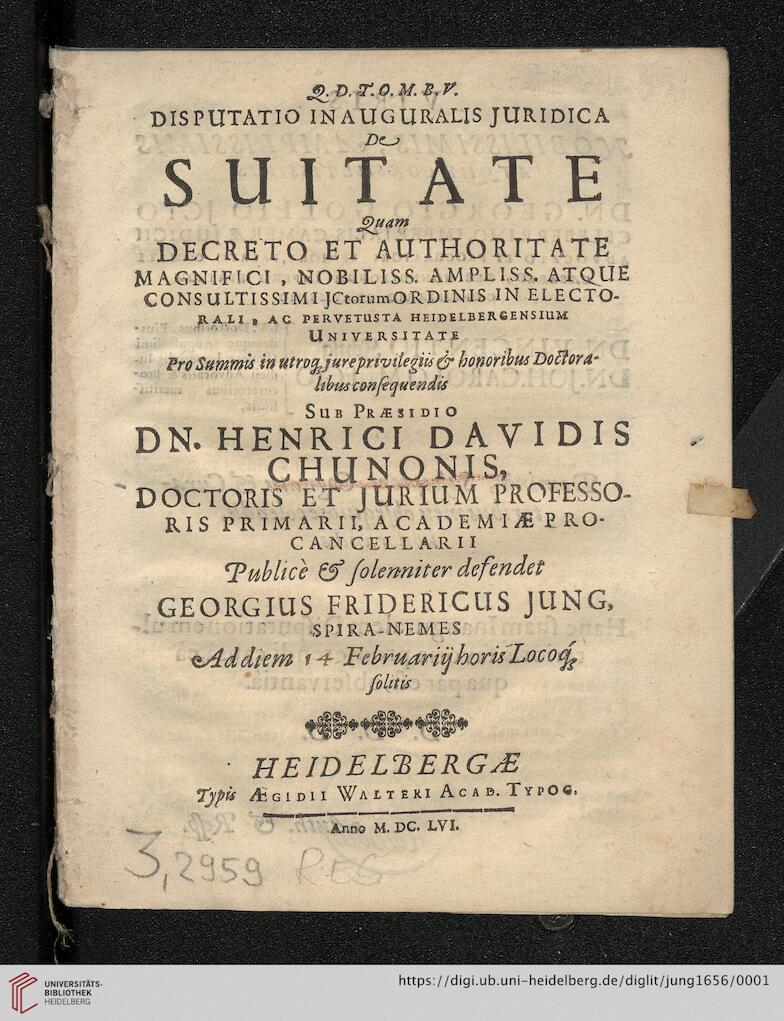 Q. D. T. O. M. B. V.
DISPUTATIO INAUGURALIS JURIDICA
De
SUITATE
Quam
DECRETO ET AUTHORITATE
MAGNIFICI, NOBILISS. AMPLISS. ATQUE
CONSULTISSIMI JCtorum ORDINIS IN ELECTO-
RALI, AC PERVETUSTA HEIDELBERGENSIUM
UNIVERSITATE
Pro Summis in utroq; jure privilegiis & honoribus Doctora-
libus conſequendis
SUB PRÆSIDIO
DN. HENRICI DAVIDIS
CHUNONIS,
DOCTORIS ET JURIUM PROFESSO-
RIS PRIMARII, ACADEMIÆ PRO-
CANCELLARII
Publicè & ſolenniter defendet
GEORGIUS FRIDERICUS JUNG,
SPIRA-NEMES
Ad diem 14 Februarij horis Locoq́;
ſolitis
HEIDELBERGÆ
Typis ÆGIDII WALTERI ACAD. TYPOG.
Anno M. DC. LVI.
3,2959 RES
UNIVERSITÄTS-
BIBLIOTHEK
HEIDELBERG
https://digi.ub.uni-heidelberg.de/diglit/jung1656/0001